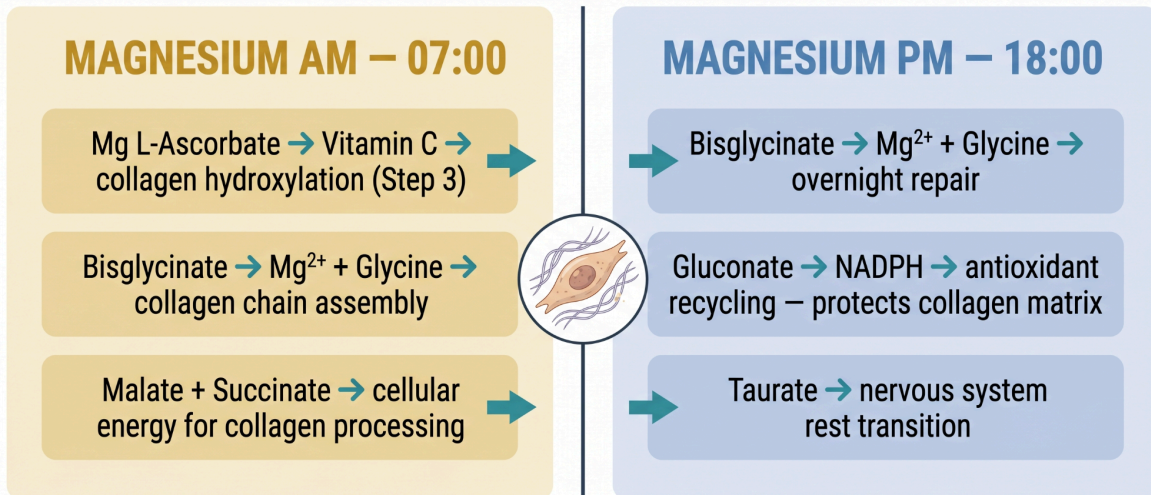 MAGNESIUM AM – 07:00
Mg L-Ascorbate → Vitamin C →
collagen hydroxylation (Step 3)
Bisglycinate → Mg²⁺ + Glycine →
collagen chain assembly
Malate + Succinate → cellular
energy for collagen processing
MAGNESIUM PM – 18:00
Bisglycinate → Mg²⁺ + Glycine →
overnight repair
Gluconate → NADPH → antioxidant
recycling – protects collagen matrix
Taurate → nervous system
rest transition